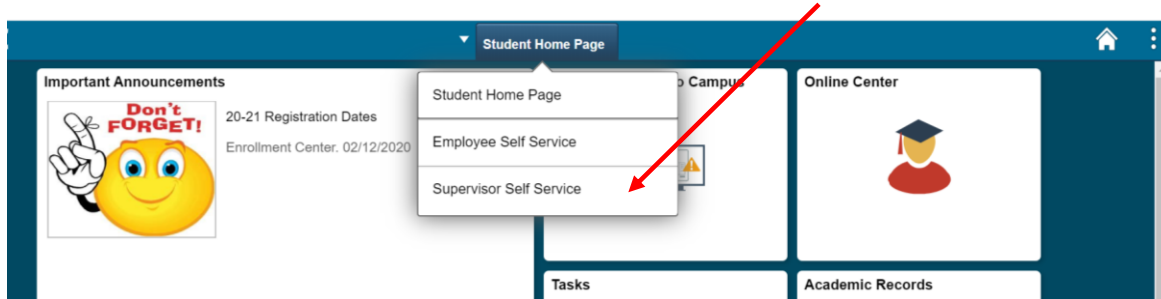 Student Home Page
Important Announcements
Don't
FORGET!
20-21 Registration Dates
Enrollment Center. 02/12/2020
Student Home Page
Employee Self Service
Supervisor Self Service
Campus
Online Center
Tasks
Academic Records